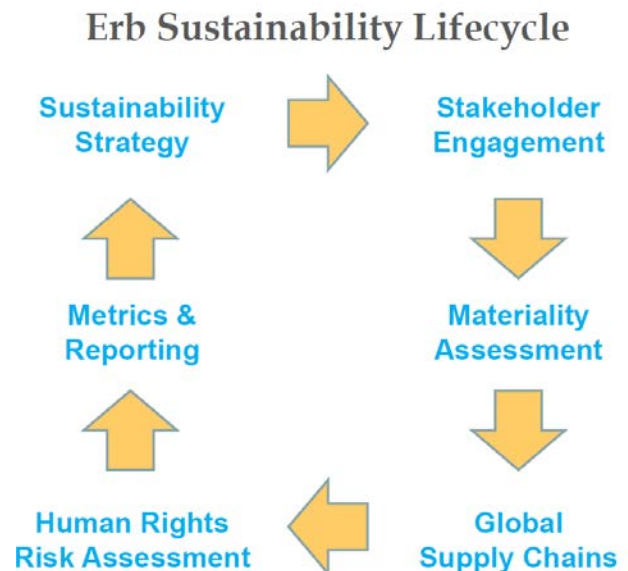 Erb Sustainability Lifecycle
Sustainability
Strategy
Stakeholder
Engagement
Metrics &
Reporting
Materiality
Assessment
Human Rights
Risk Assessment
Global
Supply Chains